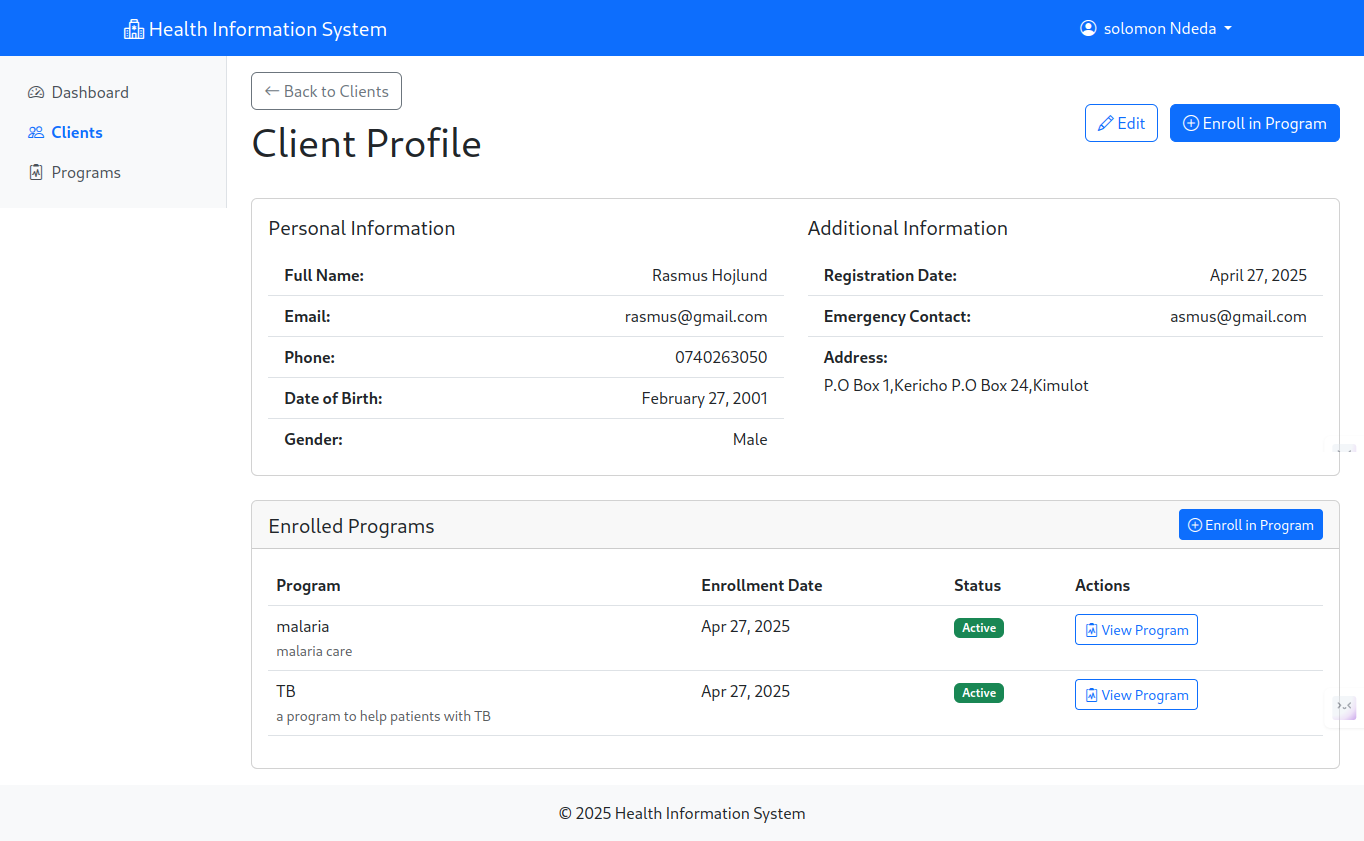 Health Information System
solomon Ndeda
Dashboard
Clients
Programs
Back to Clients
Client Profile
Edit
Enroll in Program
Personal Information
Full Name: Rasmus Hojlund
Email: rasmus@gmail.com
Phone: 0740263050
Date of Birth: February 27, 2001
Gender: Male
Additional Information
Registration Date: April 27, 2025
Emergency Contact: asmus@gmail.com
Address:
P.O Box 1,Kericho P.O Box 24,Kimulot
Enrolled Programs
Enroll in Program
Program Enrollment Date Status Actions
malaria Apr 27, 2025 Active View Program
malaria care
TB Apr 27, 2025 Active View Program
a program to help patients with TB
© 2025 Health Information System